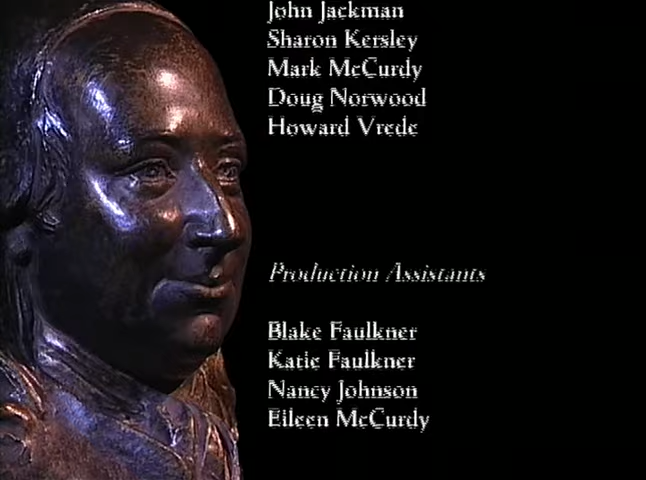 John Jackman
Sharon Kersley
Mark McCurdy
Doug Norwood
Howard Vrede
Production Assistants
Blake Faulkner
Katie Faulkner
Nancy Johnson
Eileen McCurdy